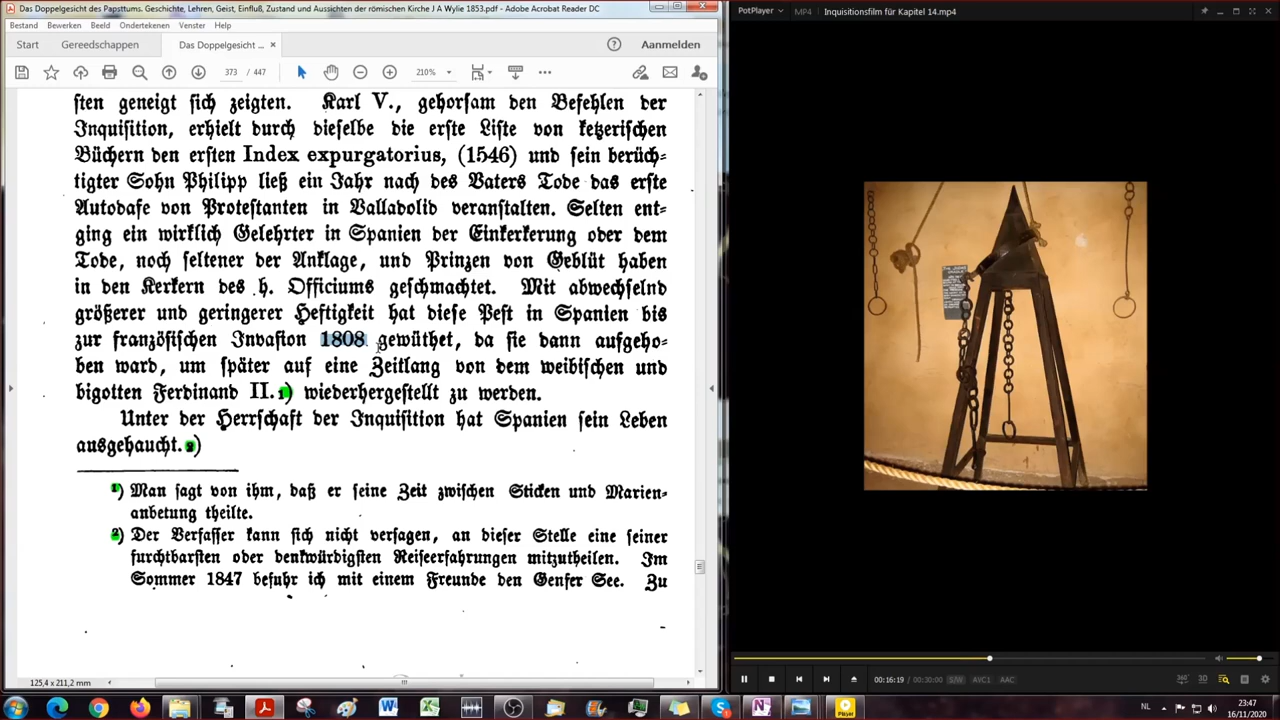 Das Doppelgesicht des Papsttums. Geschichte, Lehren, Geist, Einfluß, Zustand und Aussichten der römischen Kirche J A Wylie 1853.pdf - Adobe Acrobat Reader DC
Bestand Bewerken Beeld Ondertekenen Venster Help
Start Gereedschappen Das Doppelgesicht ... × Anmelden
373 / 447 210%
ſten geneigt ſich zeigten. Karl V., gehorſam den Befehlen der
Inquiſition, erhielt durch dieſelbe die erſte Liſte von ketzeriſchen
Büchern den erſten Index expurgatorius, (1546) und ſein berüch-
tigter Sohn Philipp ließ ein Jahr nach des Vaters Tode das erſte
Autodafe von Proteſtanten in Valladolid veranſtalten. Selten ent-
ging ein wirklich Gelehrter in Spanien der Einkerkerung oder dem
Tode, noch ſeltener der Anklage, und Prinzen von Geblüt haben
in den Kerkern des h. Officiums geſchmachtet. Mit abwechſelnd
größerer und geringerer Heftigkeit hat dieſe Peſt in Spanien bis
zur franzöſiſchen Invaſion 1808 gewüthet, da ſie dann aufgeho-
ben ward, um ſpäter auf eine Zeitlang von dem weibiſchen und
bigotten Ferdinand II.1) wiederhergeſtellt zu werden.
Unter der Herrſchaft der Inquiſition hat Spanien ſein Leben
ausgehaucht.2)
1) Man ſagt von ihm, daß er ſeine Zeit zwiſchen Sticken und Marien-
anbetung theilte.
2) Der Verfaſſer kann ſich nicht verſagen, an dieſer Stelle eine ſeiner
furchtbarſten oder denkwürdigſten Reiſeerfahrungen mitzutheilen. Im
Sommer 1847 befuhr ich mit einem Freunde den Genfer See. Zu
125,4 x 211,2 mm
PotPlayer MP4 Inquisitionsfilm für Kapitel 14.mp4
00:16:19 / 00:30:00 S/W AVC1 AAC
360° 3D
NL 23:47
16/11/2020